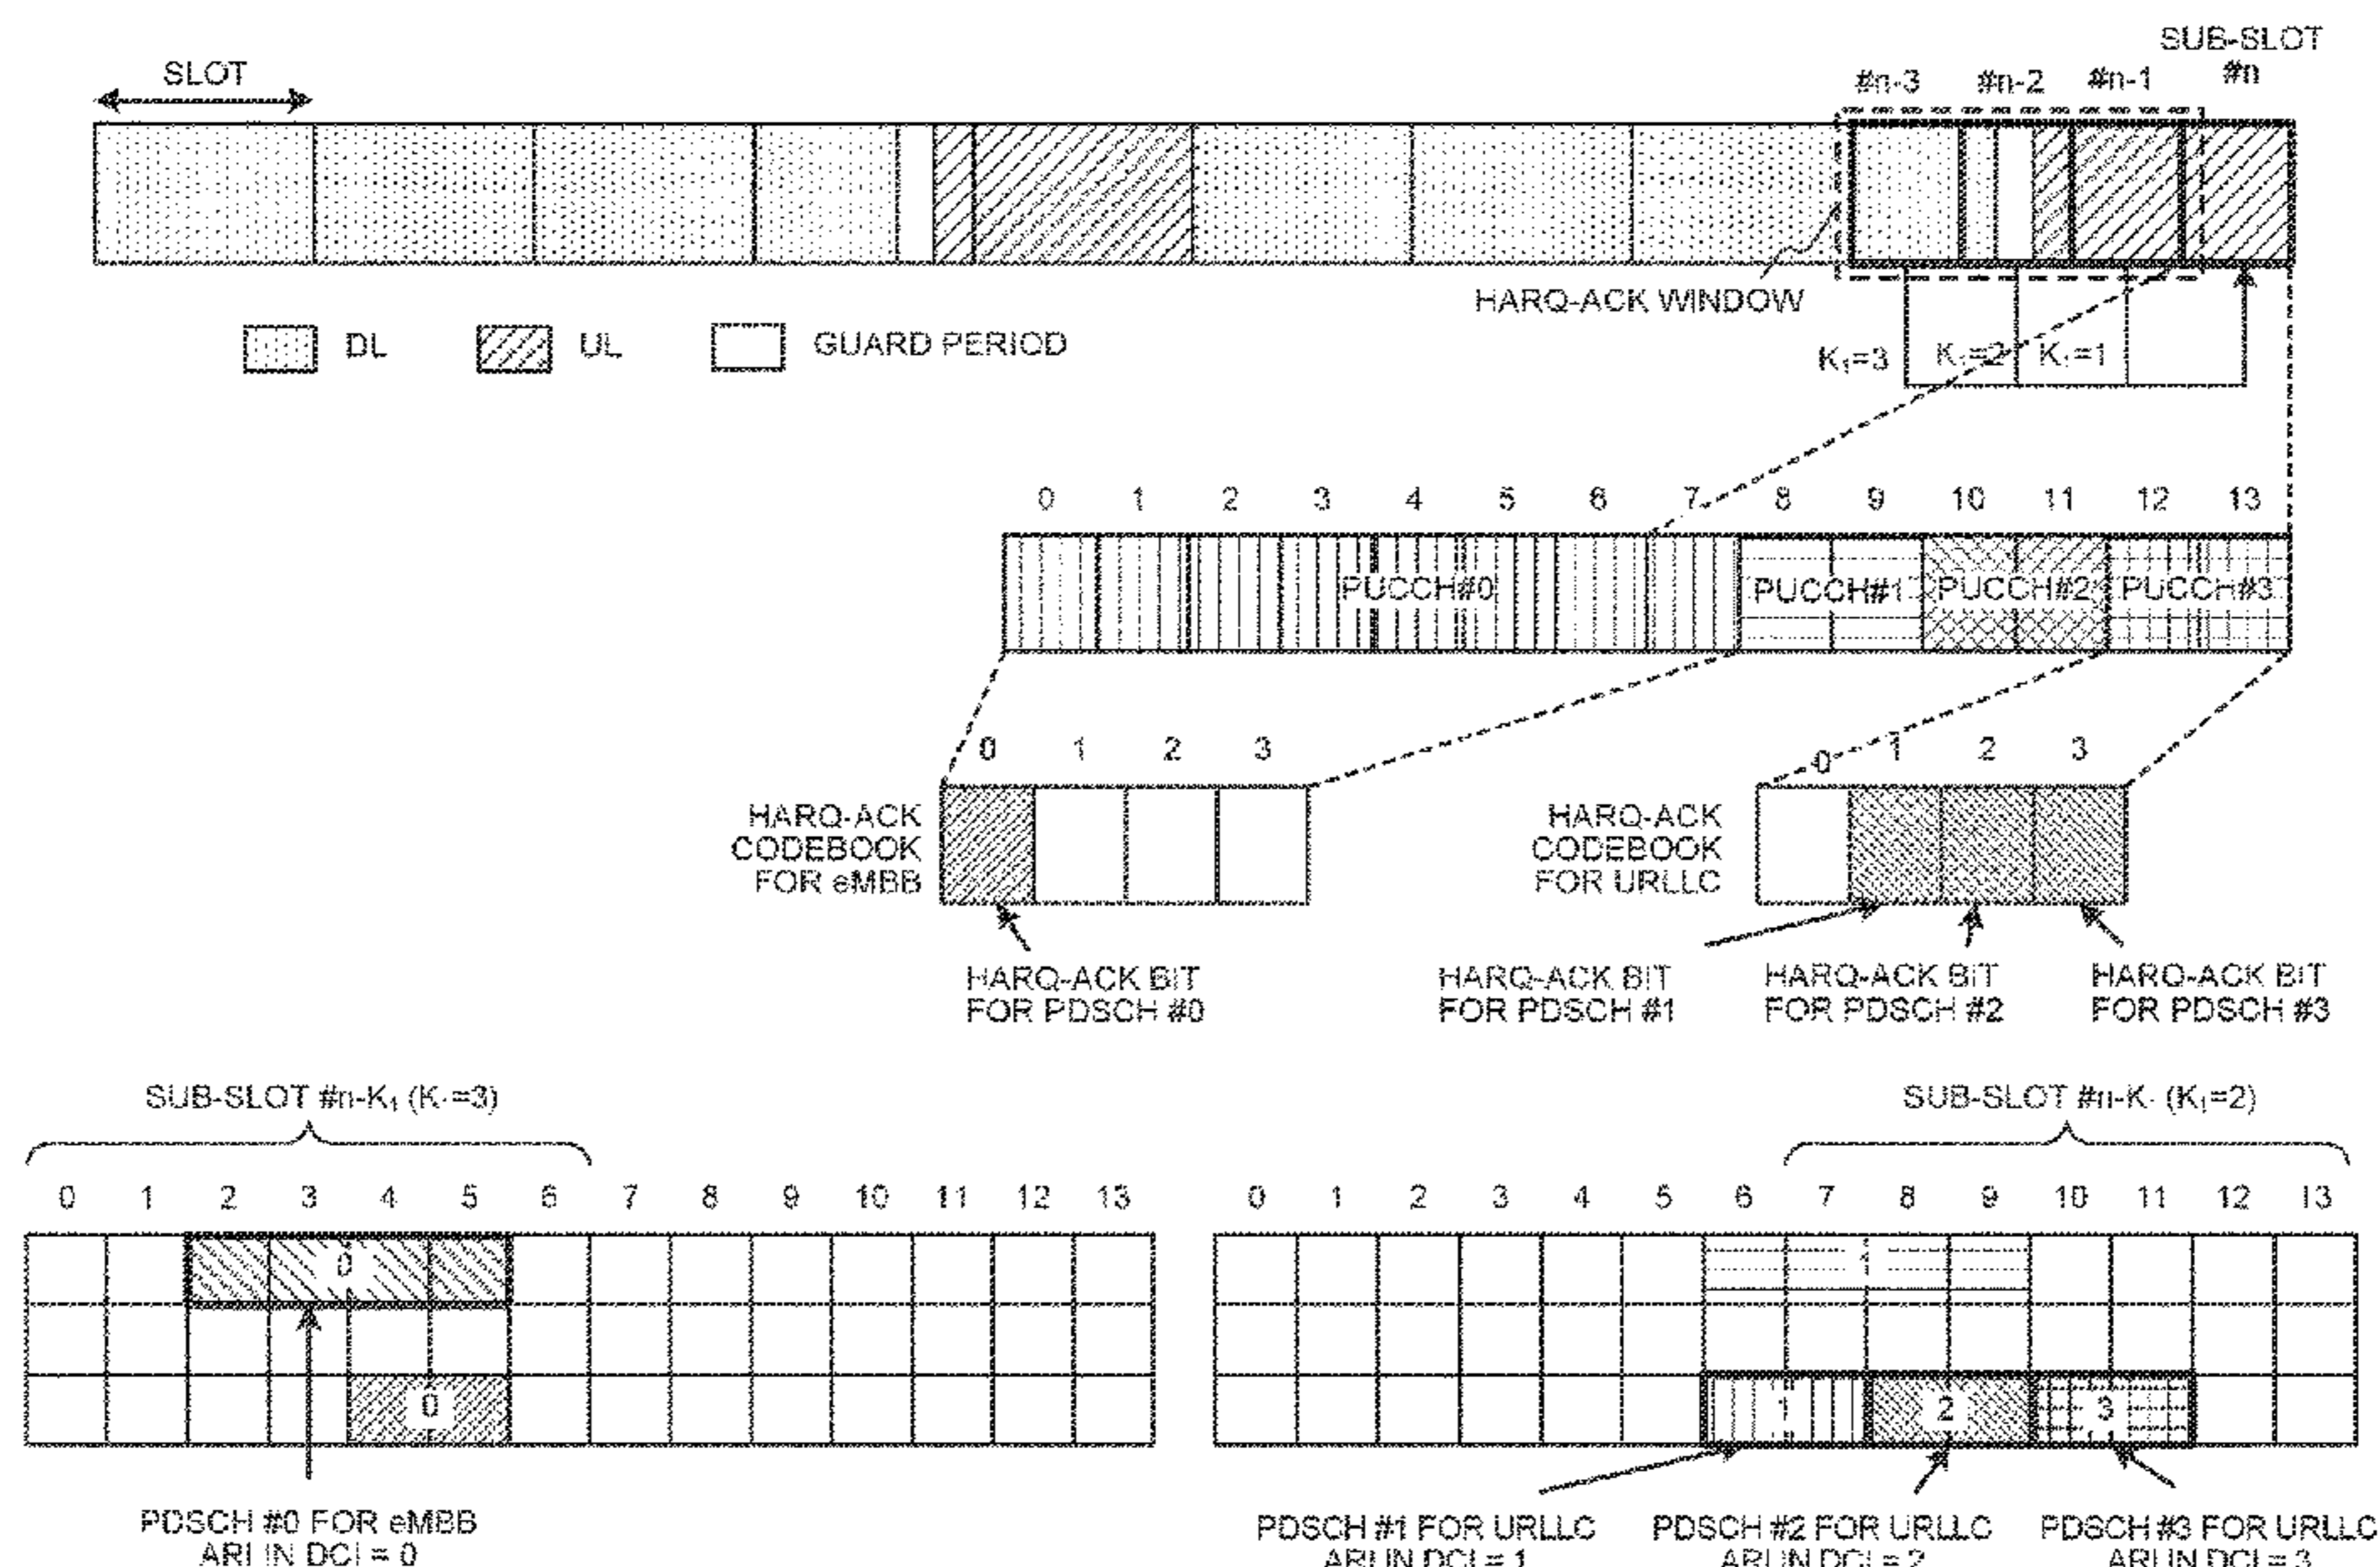 SLOT
SUB-SLOT
#n-3 #n-2 #n-1 #n
HARQ-ACK WINDOW
DL UL GUARD PERIOD
K₁=3 K₁=2 K₁=1
0 1 2 3 4 5 6 7 8 9 10 11 12 13
PUCCH#0 PUCCH#1 PUCCH#2 PUCCH#3
0 1 2 3
0 1 2 3
HARQ-ACK
CODEBOOK
FOR eMBB
HARQ-ACK
CODEBOOK
FOR URLLC
HARQ-ACK BIT
FOR PDSCH #0
HARQ-ACK BIT
FOR PDSCH #1
HARQ-ACK BIT
FOR PDSCH #2
HARQ-ACK BIT
FOR PDSCH #3
SUB-SLOT #n-K₁ (K₁=3)
SUB-SLOT #n-K₁ (K₁=2)
0 1 2 3 4 5 6 7 8 9 10 11 12 13
0 1 2 3 4 5 6 7 8 9 10 11 12 13
0
0
1
1 2 3
PDSCH #0 FOR eMBB
ARI IN DCI = 0
PDSCH #1 FOR URLLC
ARI IN DCI = 1
PDSCH #2 FOR URLLC
ARI IN DCI = 2
PDSCH #3 FOR URLLC
ARI IN DCI = 3